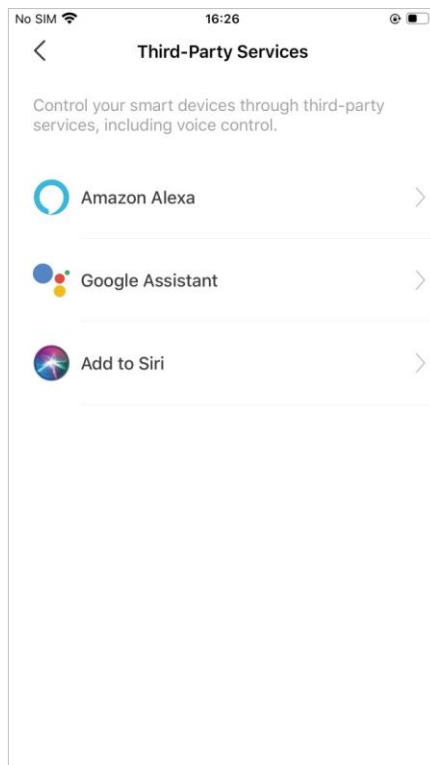 No SIM 16:26
Third-Party Services
Control your smart devices through third-party
services, including voice control.
Amazon Alexa
Google Assistant
Add to Siri